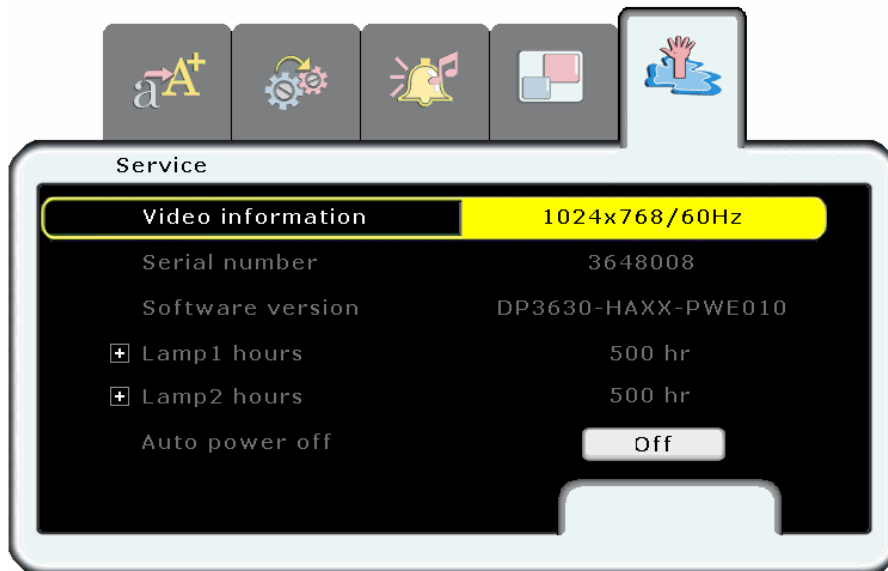 aA+
Service
Video information 1024x768/60Hz
Serial number 3648008
Software version DP3630-HAXX-PWE010
Lamp1 hours 500 hr
Lamp2 hours 500 hr
Auto power off Off